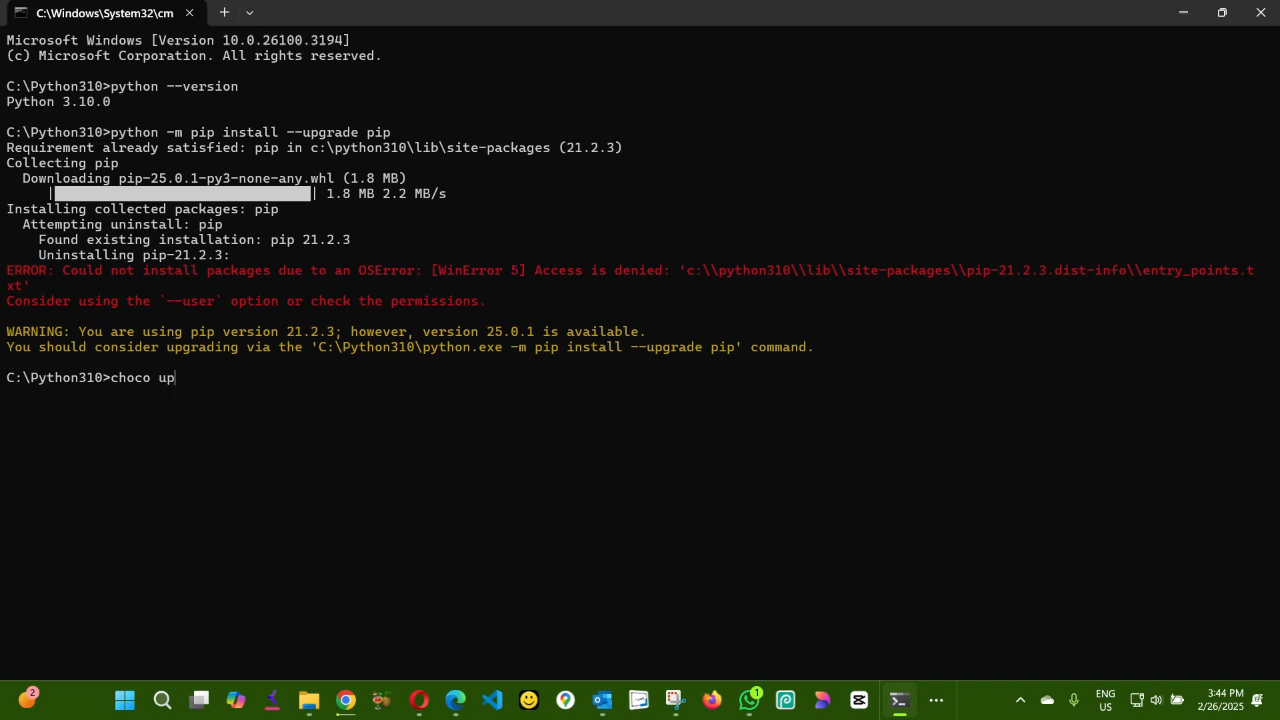 C:\Windows\System32\cm
Microsoft Windows [Version 10.0.26100.3194]
(c) Microsoft Corporation. All rights reserved.
C:\Python310>python --version
Python 3.10.0
C:\Python310>python -m pip install --upgrade pip
Requirement already satisfied: pip in c:\python310\lib\site-packages (21.2.3)
Collecting pip
  Downloading pip-25.0.1-py3-none-any.whl (1.8 MB)
     |                                | 1.8 MB 2.2 MB/s
Installing collected packages: pip
  Attempting uninstall: pip
    Found existing installation: pip 21.2.3
    Uninstalling pip-21.2.3:
ERROR: Could not install packages due to an OSError: [WinError 5] Access is denied: 'c:\\python310\\lib\\site-packages\\pip-21.2.3.dist-info\\entry_points.t
xt'
Consider using the `--user` option or check the permissions.
WARNING: You are using pip version 21.2.3; however, version 25.0.1 is available.
You should consider upgrading via the 'C:\Python310\python.exe -m pip install --upgrade pip' command.
C:\Python310>choco up
2
1
ENG
US
3:44 PM
2/26/2025